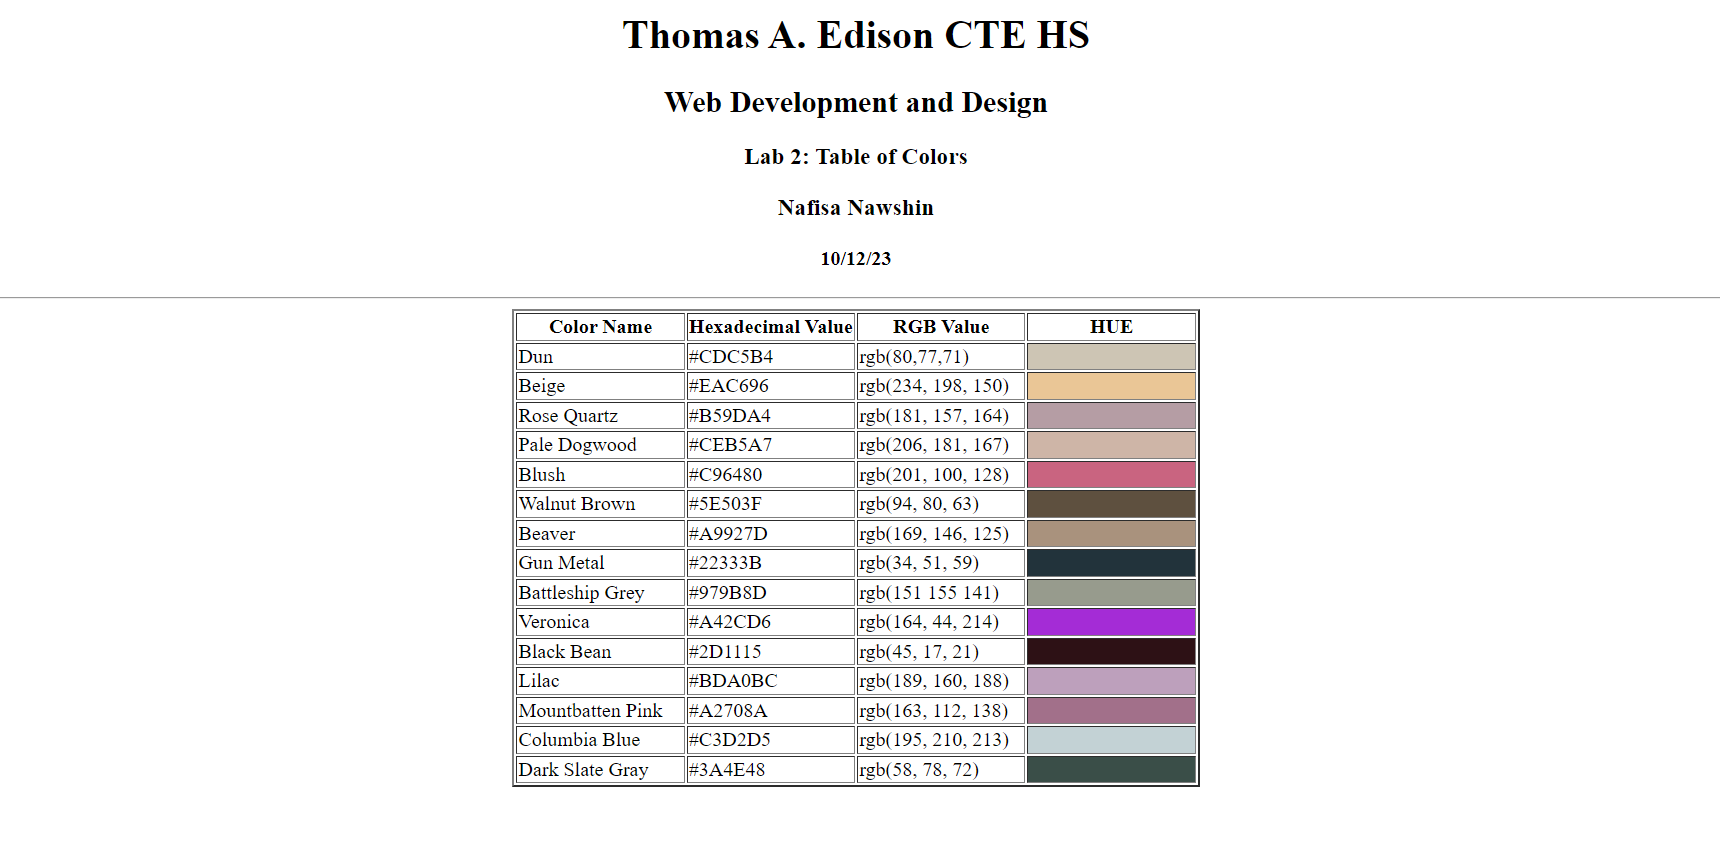 Thomas A. Edison CTE HS
Web Development and Design
Lab 2: Table of Colors
Nafisa Nawshin
10/12/23
Color Name Hexadecimal Value RGB Value HUE
Dun #CDC5B4 rgb(80,77,71)
Beige #EAC696 rgb(234, 198, 150)
Rose Quartz #B59DA4 rgb(181, 157, 164)
Pale Dogwood #CEB5A7 rgb(206, 181, 167)
Blush #C96480 rgb(201, 100, 128)
Walnut Brown #5E503F rgb(94, 80, 63)
Beaver #A9927D rgb(169, 146, 125)
Gun Metal #22333B rgb(34, 51, 59)
Battleship Grey #979B8D rgb(151 155 141)
Veronica #A42CD6 rgb(164, 44, 214)
Black Bean #2D1115 rgb(45, 17, 21)
Lilac #BDA0BC rgb(189, 160, 188)
Mountbatten Pink #A2708A rgb(163, 112, 138)
Columbia Blue #C3D2D5 rgb(195, 210, 213)
Dark Slate Gray #3A4E48 rgb(58, 78, 72)